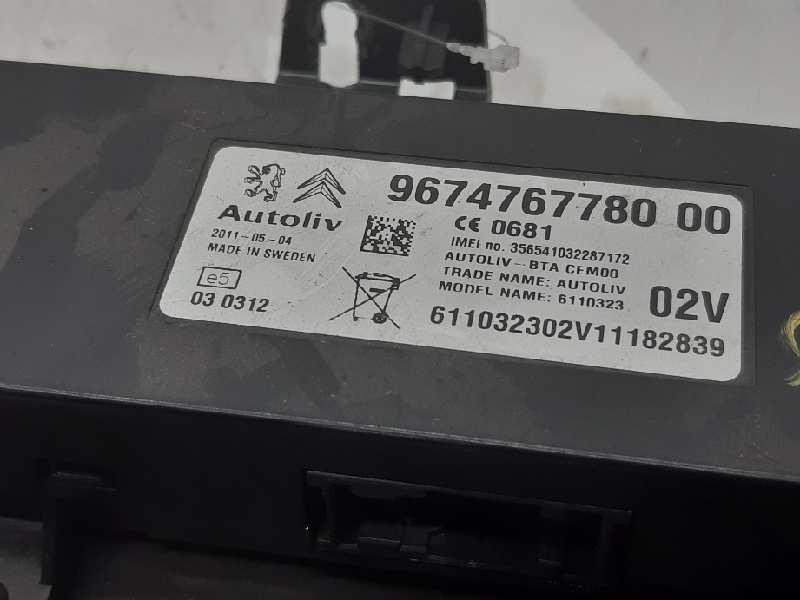 9674767780 00
Autoliv
CE 0681
2011-05-04
MADE IN SWEDEN
IMEI no. 356541032287172
AUTOLIV--BTA CFM00
TRADE NAME: AUTOLIV
MODEL NAME: 6110323
02V
e5
03 0312
611032302V11182839